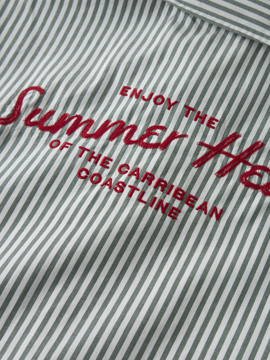 ENJOY THE
Summer
OF THE CARRIBEAN
COASTLINE